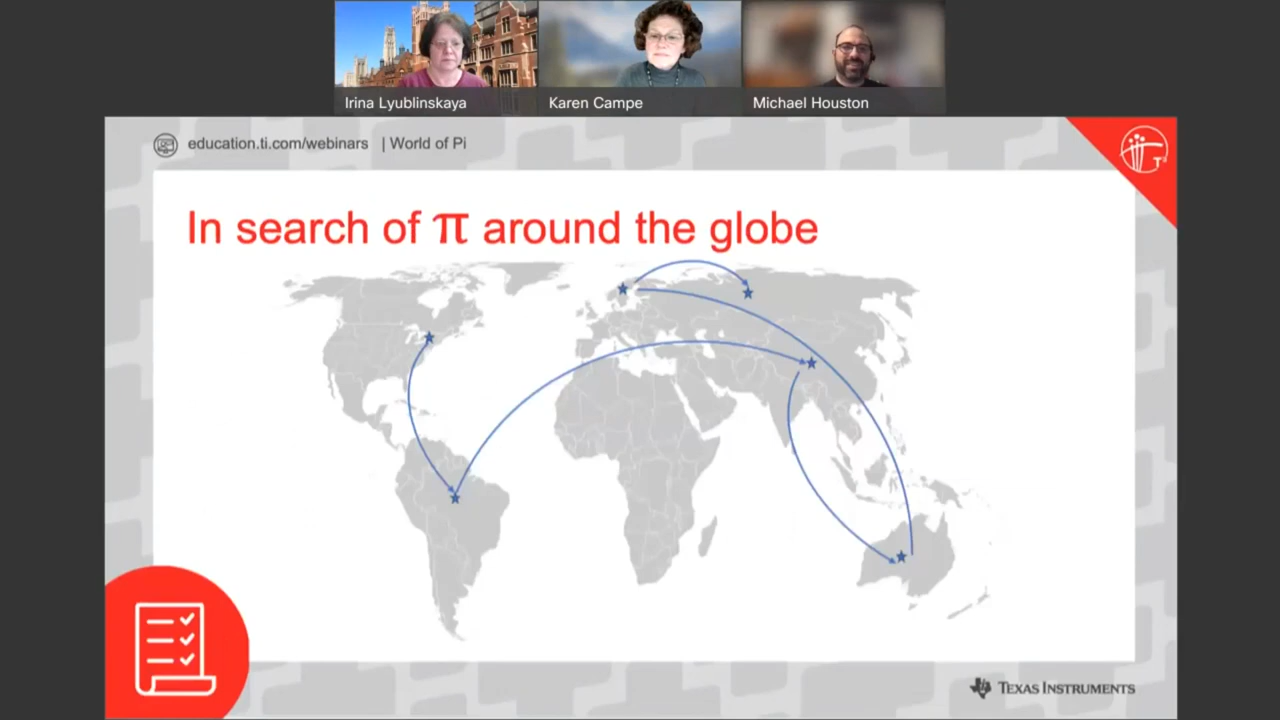 Irina Lyublinskaya
Karen Campe
Michael Houston
education.ti.com/webinars | World of Pi
In search of π around the globe
TEXAS INSTRUMENTS